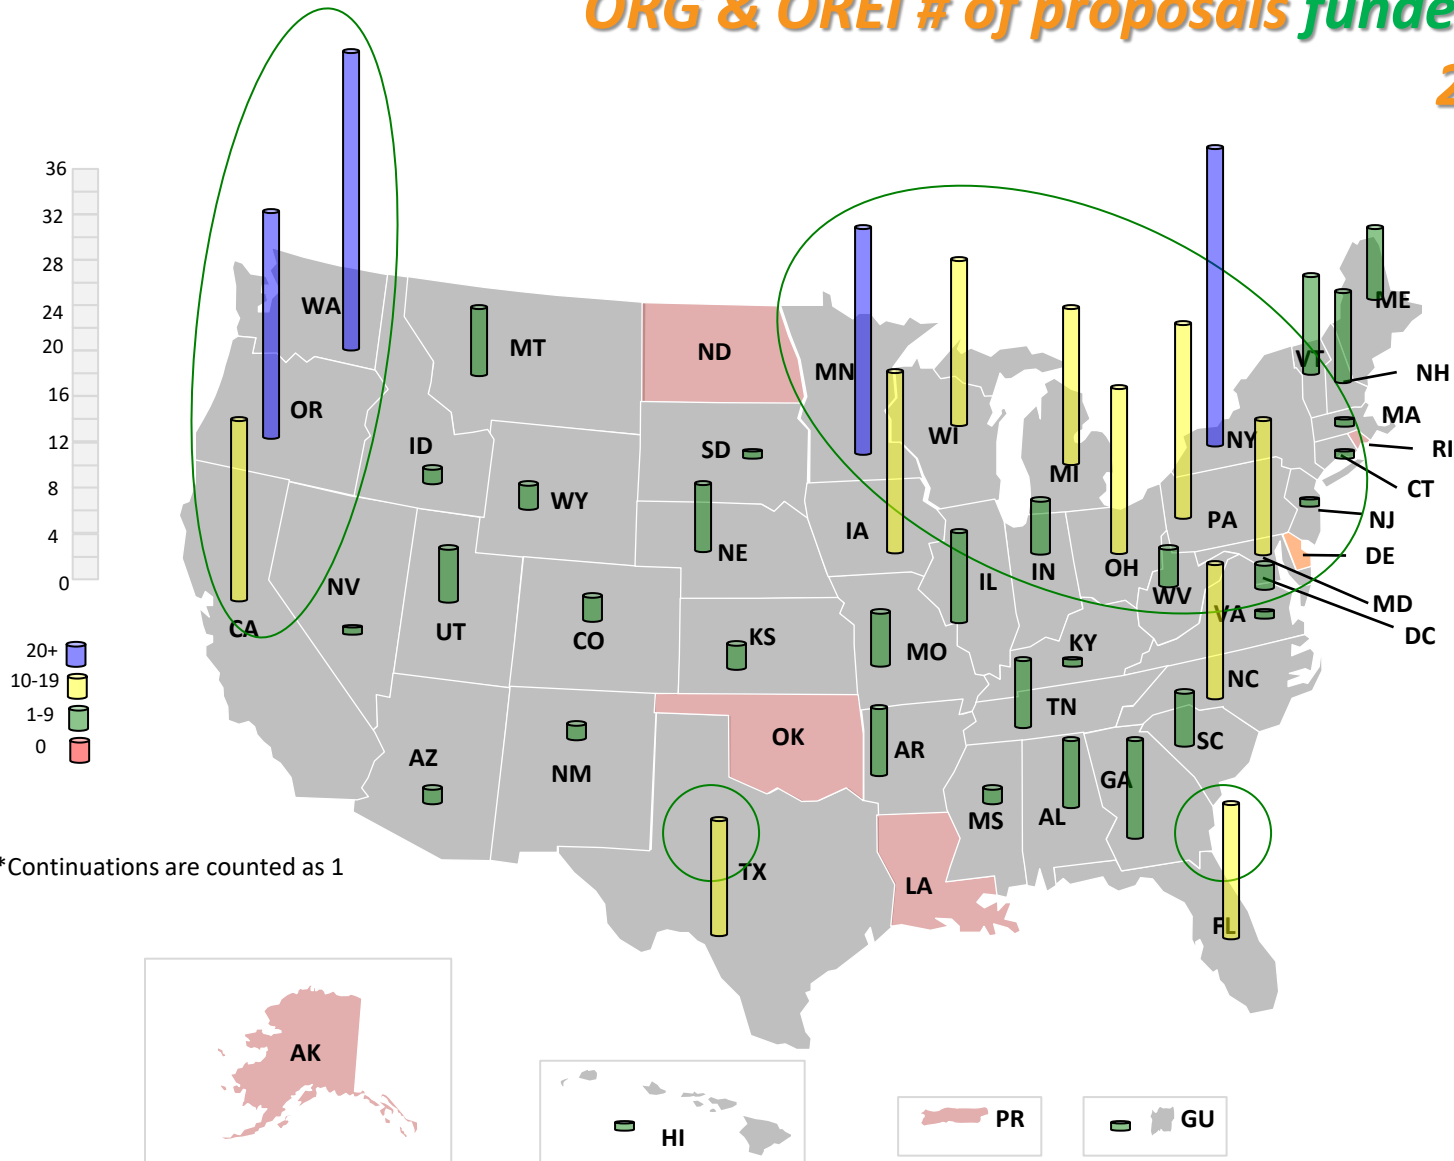 ORG & OREI # of proposals funde
2
36
32
28
24
20
16
12
8
4
0
20+
10-19
1-9
0
WA
MT
ND
MN
WI
MI
NY
VT
ME
NH
MA
RI
CT
NJ
DE
MD
DC
OR
ID
WY
SD
NE
IA
IL
IN
OH
PA
WV
VA
CA
NV
UT
CO
KS
MO
KY
TN
NC
SC
AZ
NM
OK
AR
MS
AL
GA
TX
LA
FL
*Continuations are counted as 1
AK
HI
PR
GU